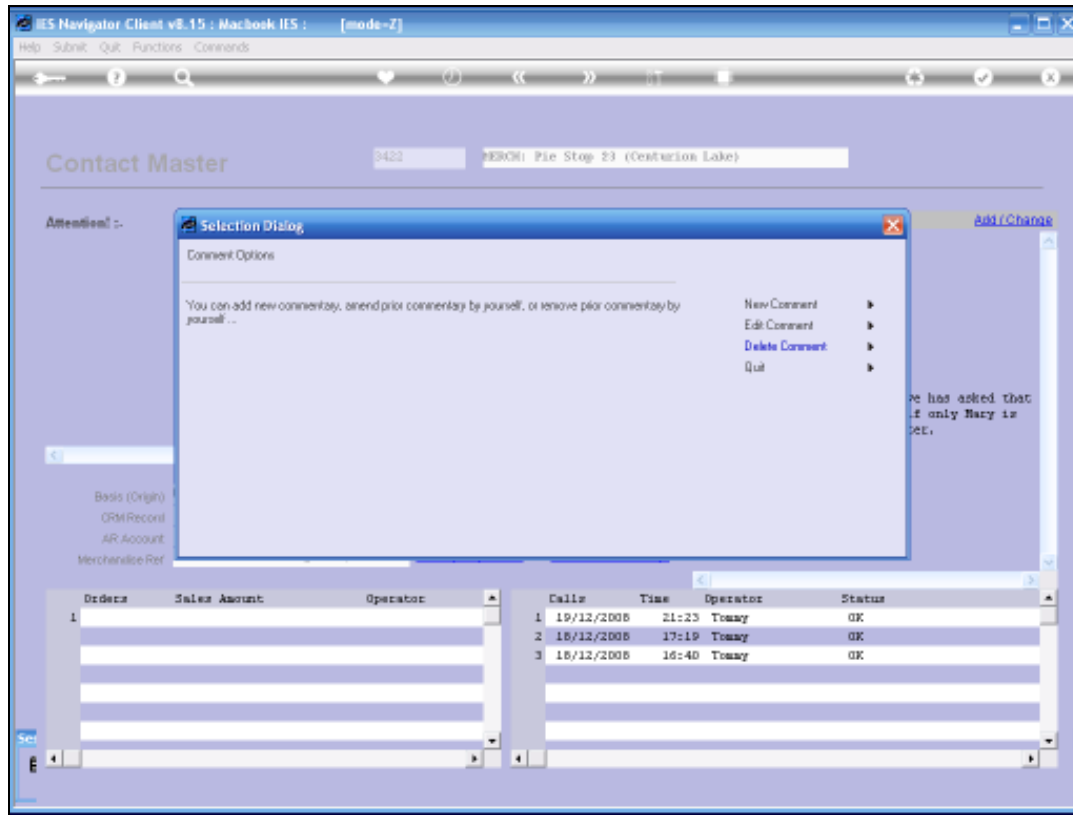 IES Navigator Client v8.15 : Macbook IES : [mode=Z]
Help Submit Quit Functions Commands
Contact Master 3422 MERCH: Pie Stop 23 (Centurion Lake)
Attention! :-
Add / Change
Selection Dialog
Comment Options
You can add new commentary, amend prior commentary by yourself, or remove prior commentary by
yourself ...
New Comment
Edit Comment
Delete Comment
Quit
has asked that
if only Mary is
Basis (Origin)
CRM Record
AR Account
Merchandise Ref
Orders Sales Amount Operator
1
Calls Time Operator Status
1 19/12/2008 21:23 Tommy OK
2 18/12/2008 17:19 Tommy OK
3 18/12/2008 16:40 Tommy OK